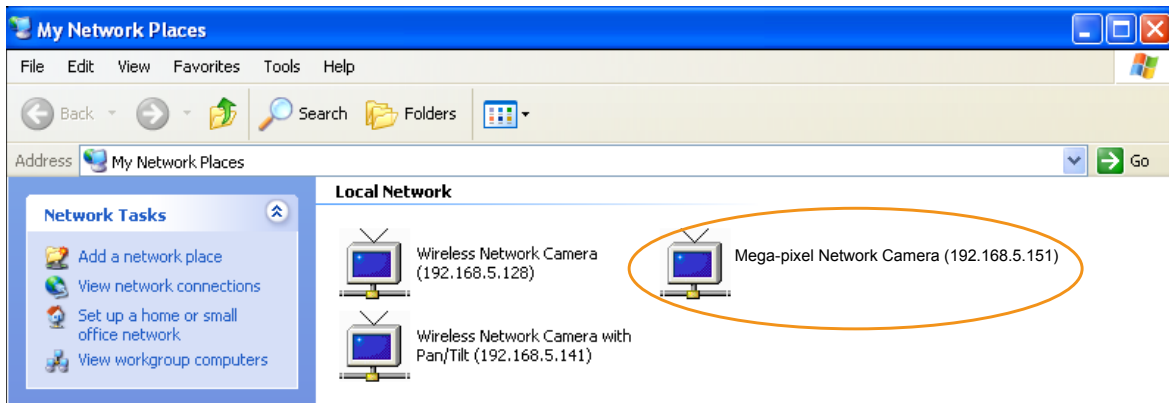 My Network Places
File Edit View Favorites Tools Help
Back Search Folders
Address My Network Places Go
Network Tasks
Add a network place
View network connections
Set up a home or small
office network
View workgroup computers
Local Network
Wireless Network Camera
(192.168.5.128)
Mega-pixel Network Camera (192.168.5.151)
Wireless Network Camera with
Pan/Tilt (192.168.5.141)